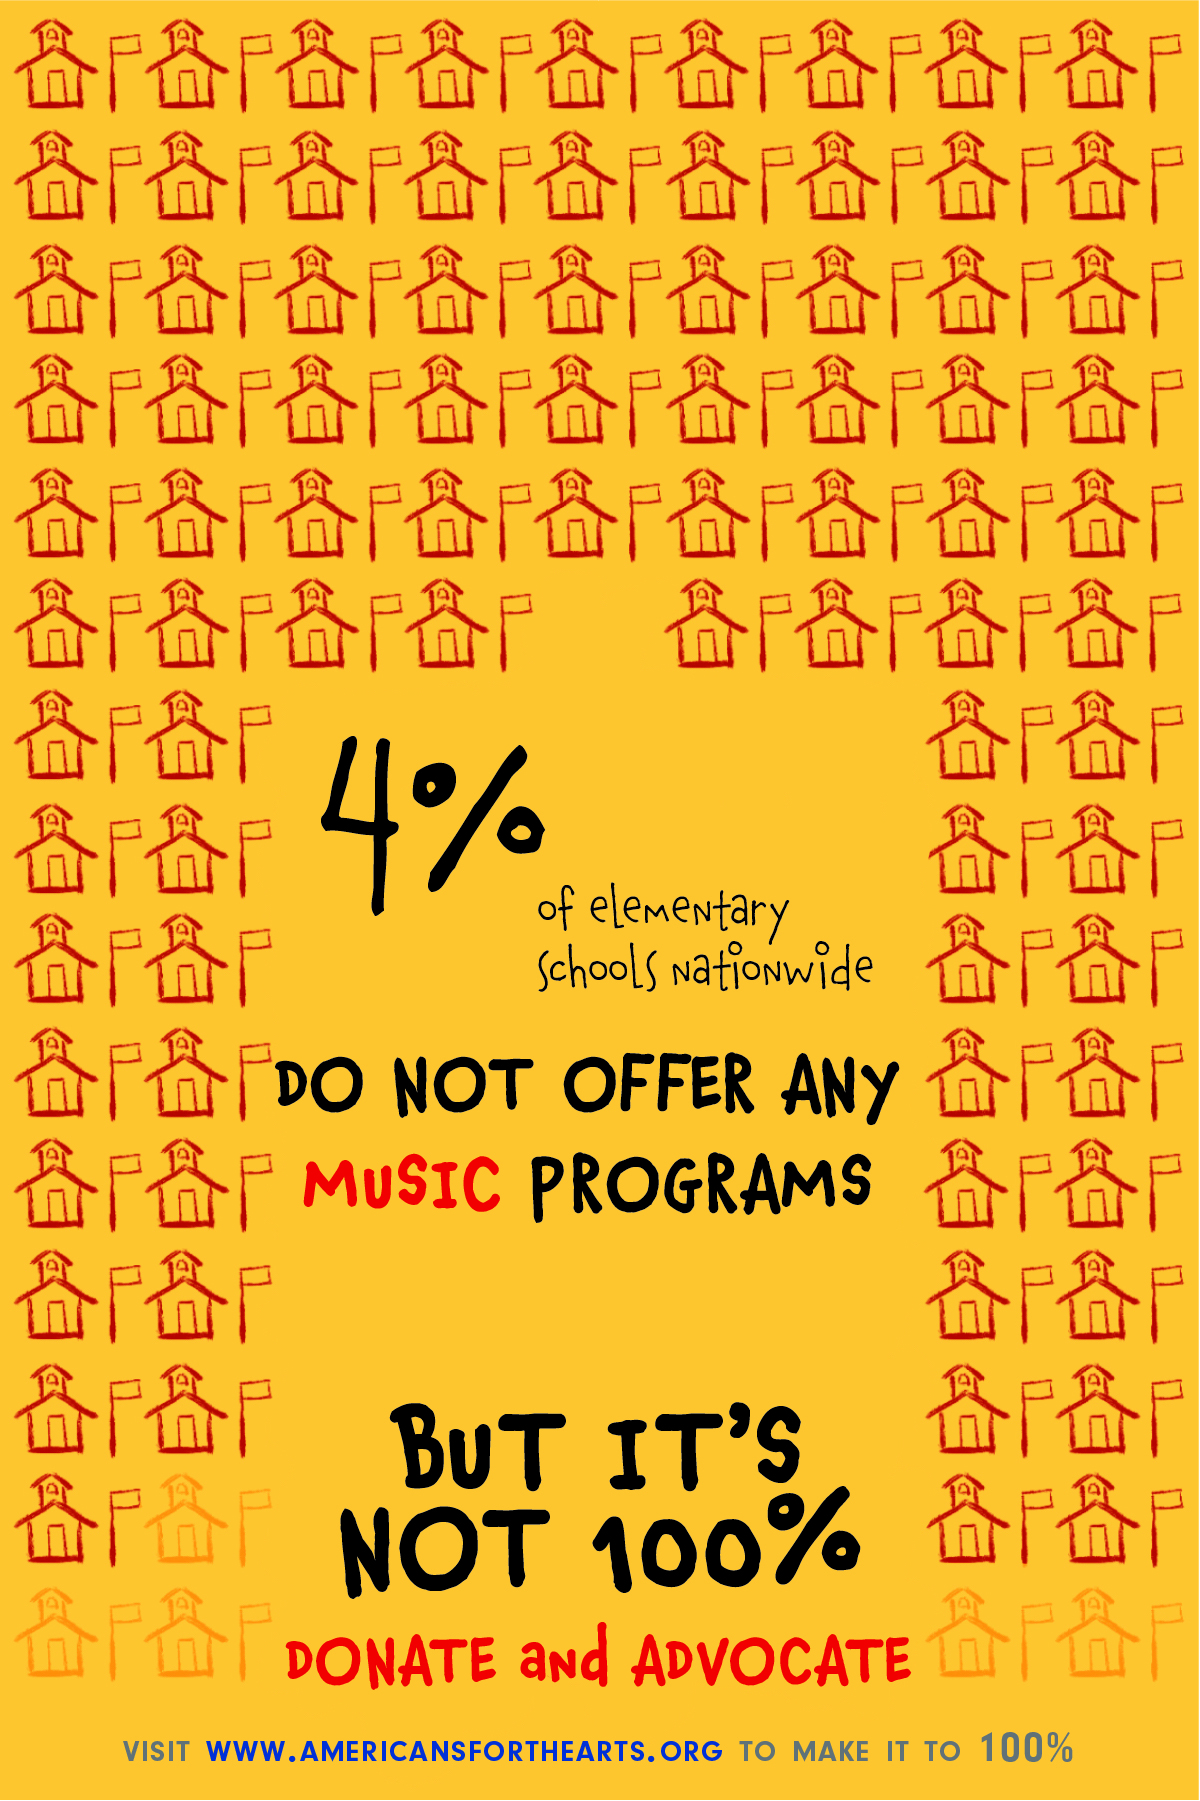 4%
of elementary
schools nationwide
DO NOT OFFER ANY
MUSIC PROGRAMS
BUT IT'S
NOT 100%
DONATE and ADVOCATE
VISIT WWW.AMERICANSFORTHEARTS.ORG TO MAKE IT TO 100%